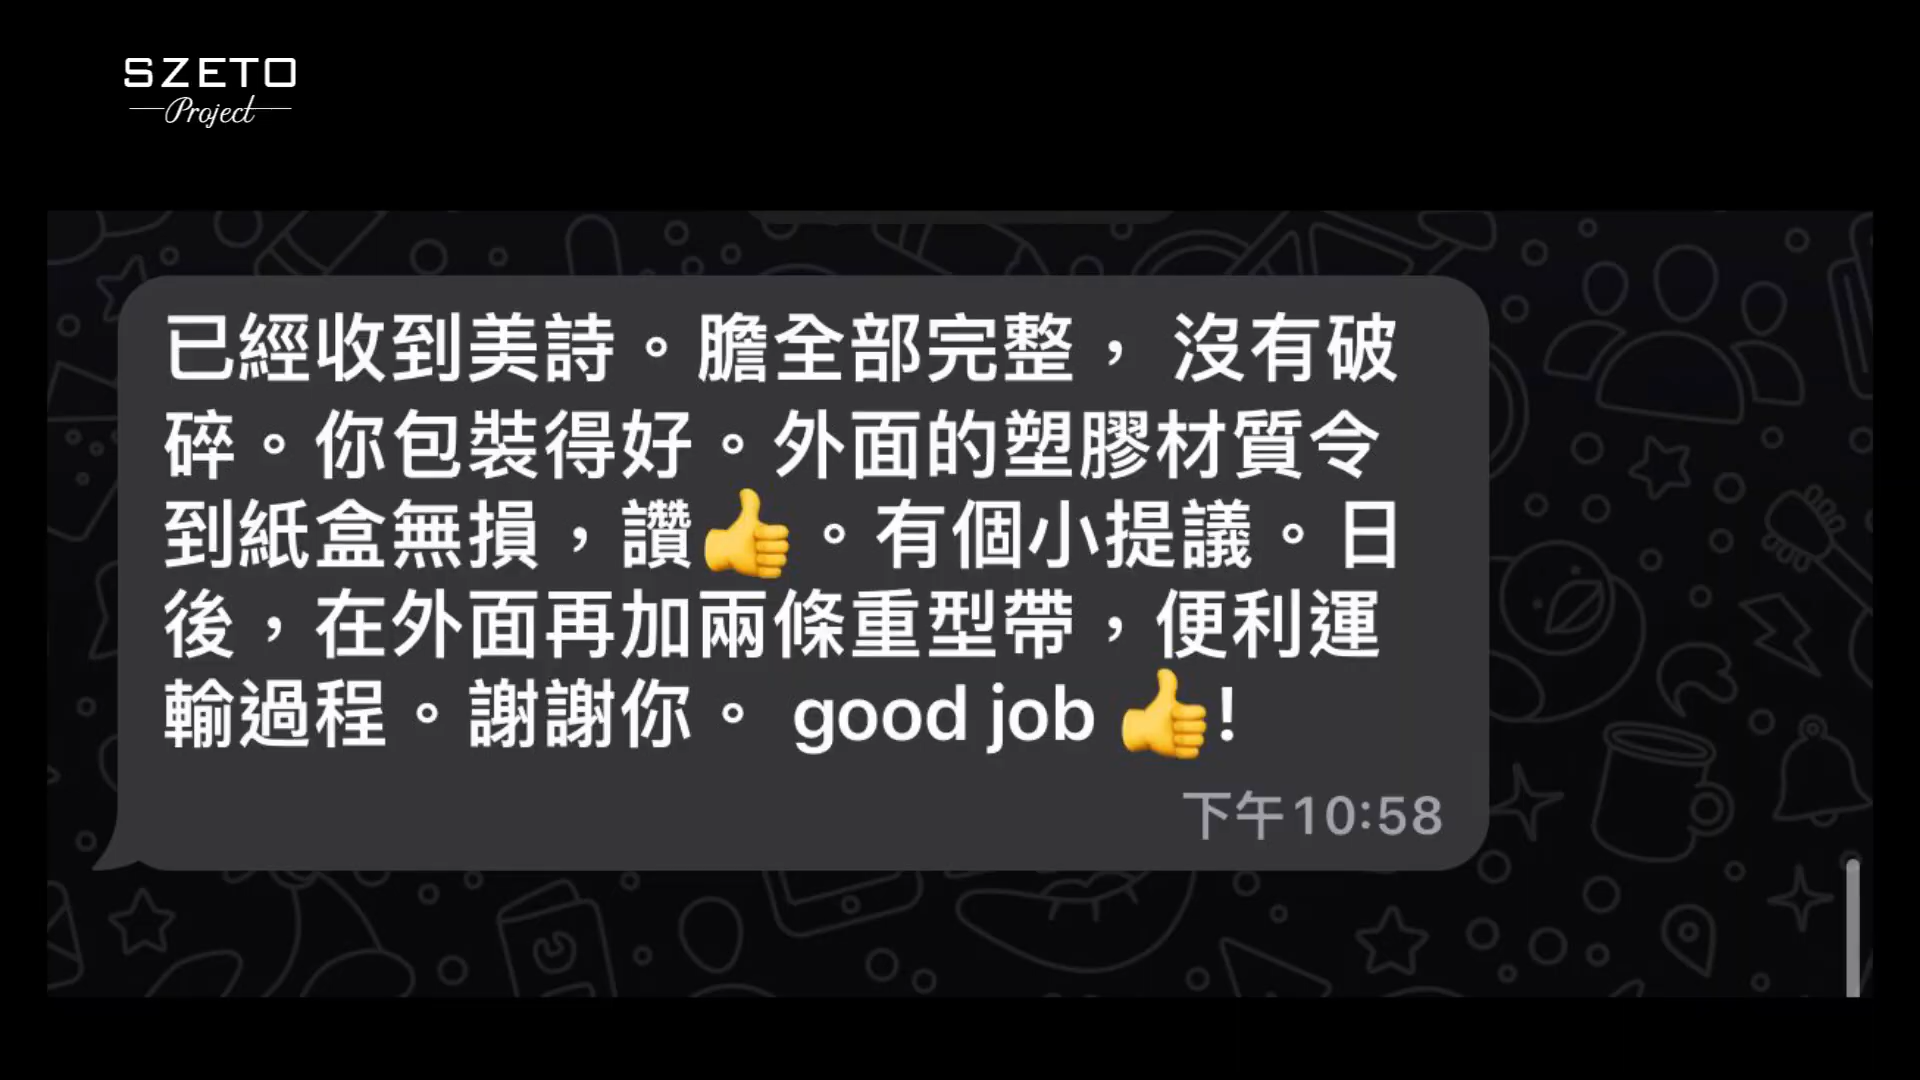 SZETO
Project
已經收到美詩。膽全部完整， 沒有破
碎。你包裝得好。外面的塑膠材質令
到紙盒無損，讚👍。有個小提議。日
後，在外面再加兩條重型帶，便利運
輸過程。謝謝你。 good job 👍!
下午10:58